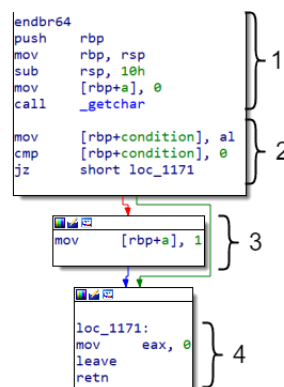 endbr64
push rbp
mov rbp, rsp
sub rsp, 10h
mov [rbp+a], 0
call _getchar
1
mov [rbp+condition], al
cmp [rbp+condition], 0
jz short loc_1171
2
mov [rbp+a], 1
3
loc_1171:
mov eax, 0
leave
retn
4